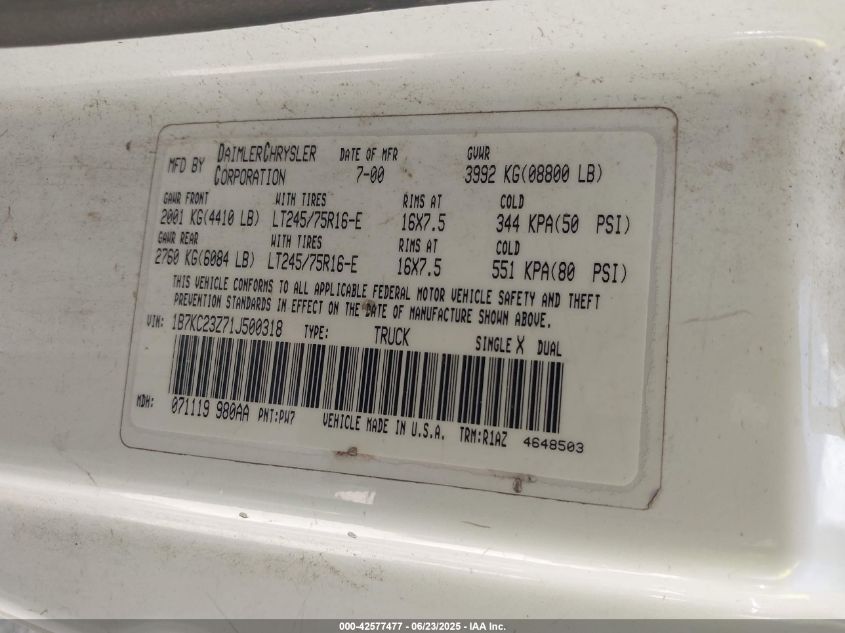 MFD BY DAIMLERCHRYSLER CORPORATION DATE OF MFR 7-00 GVWR 3992 KG(08800 LB)
GAWR FRONT WITH TIRES RIMS AT COLD
2001 KG(4410 LB) LT245/75R16-E 16X7.5 344 KPA(50 PSI)
GAWR REAR WITH TIRES RIMS AT COLD
2760 KG(6084 LB) LT245/75R16-E 16X7.5 551 KPA(80 PSI)
THIS VEHICLE CONFORMS TO ALL APPLICABLE FEDERAL MOTOR VEHICLE SAFETY AND THEFT
PREVENTION STANDARDS IN EFFECT ON THE DATE OF MANUFACTURE SHOWN ABOVE.
VIN: 1B7KC23Z71J500318 TYPE: TRUCK SINGLE X DUAL
MDH: 071119 980AA PNT:PW7 VEHICLE MADE IN U.S.A. TRM:R1AZ 4648503
000-42577477 - 06/23/2025 - IAA Inc.